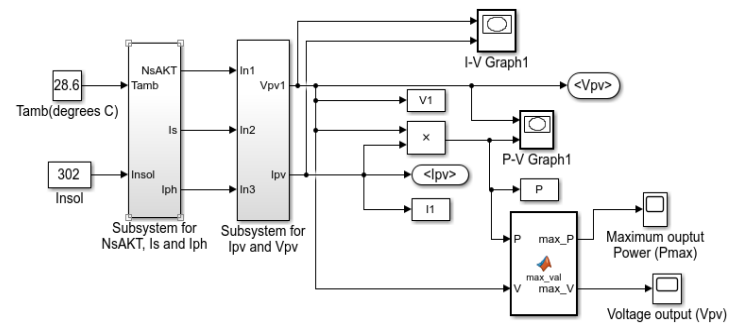 I-V Graph1
28.6
Tamb(degrees C)
NsAKT
Tamb
Is
Insol
Iph
302
Insol
Subsystem for
NsAKT, Is and Iph
In1
Vpv1
In2
Ipv
In3
Subsystem for
Ipv and Vpv
<Vpv>
V1
×
P-V Graph1
<Ipv>
P
I1
P
max_P
max_val
V
max_V
Maximum ouptut
Power (Pmax)
Voltage output (Vpv)